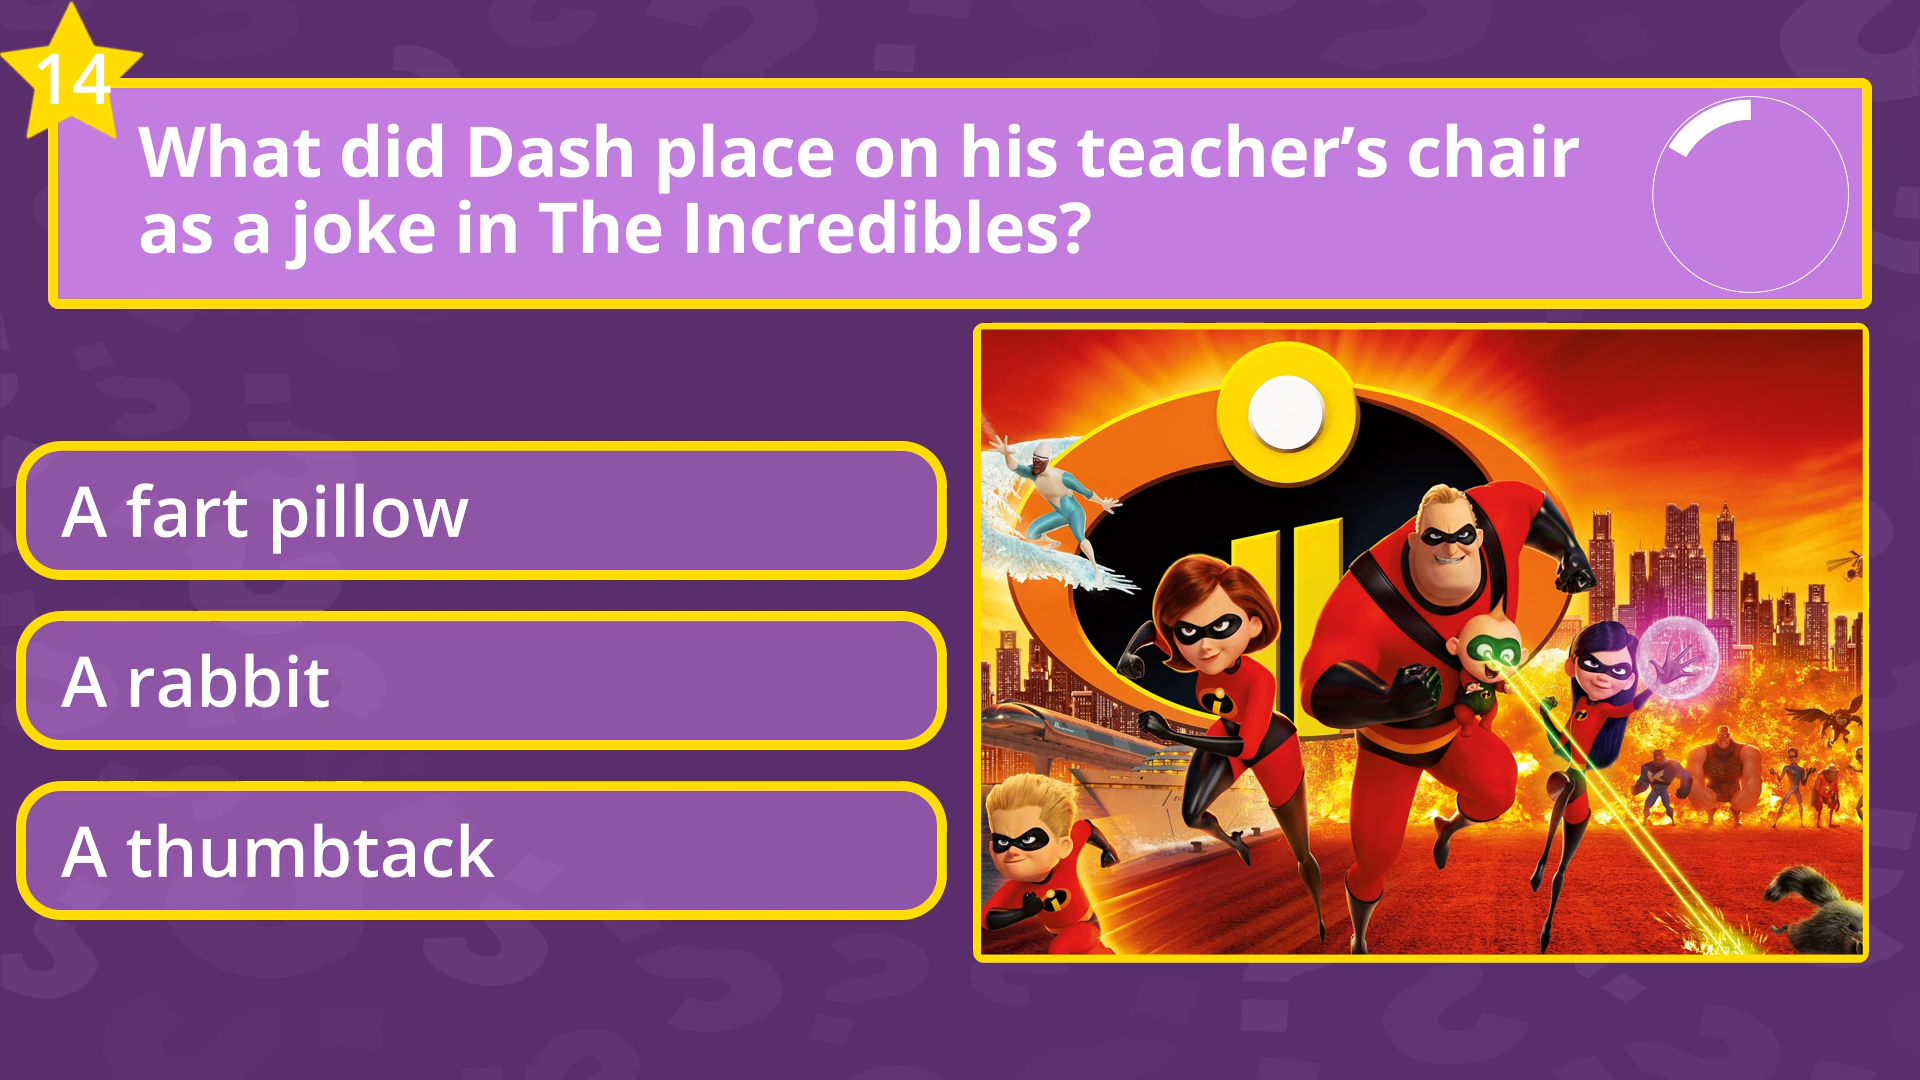 14
What did Dash place on his teacher’s chair
as a joke in The Incredibles?
A fart pillow
A rabbit
A thumbtack